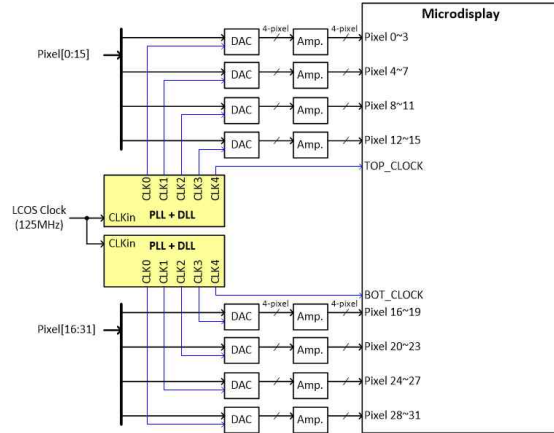 Microdisplay
4-pixel 4-pixel
DAC Amp. Pixel 0~3
Pixel[0:15]
DAC Amp. Pixel 4~7
DAC Amp. Pixel 8~11
DAC Amp. Pixel 12~15
TOP_CLOCK
CLK0 CLK1 CLK2 CLK3 CLK4
LCOS Clock
(125MHz)
CLKin PLL + DLL
CLKin PLL + DLL
CLK0 CLK1 CLK2 CLK3 CLK4
BOT_CLOCK
4-pixel 4-pixel
DAC Amp. Pixel 16~19
Pixel[16:31]
DAC Amp. Pixel 20~23
DAC Amp. Pixel 24~27
DAC Amp. Pixel 28~31